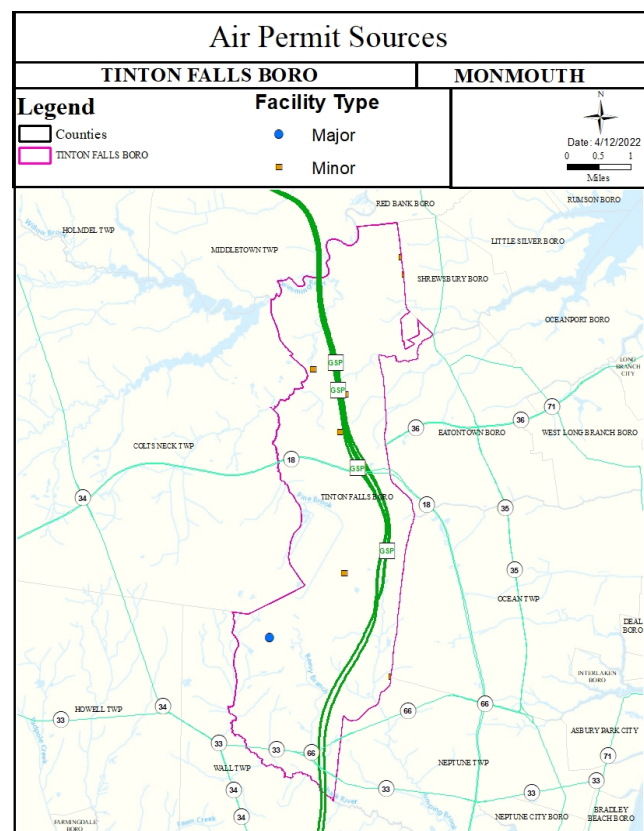 Air Permit Sources
TINTON FALLS BORO
MONMOUTH
Legend
Counties
TINTON FALLS BORO
Facility Type
Major
Minor
N
Date: 4/12/2022
0 0.5 1
Miles
RED BANK BORO
RUMSON BORO
HOLMDEL TWP
MIDDLETOWN TWP
LITTLE SILVER BORO
SHREWSBURY BORO
OCEANPORT BORO
GSP
LONG
BRANCH
CITY
GSP
71
36
36
EATONTOWN BORO
WEST LONG BRANCH BORO
COLTS NECK TWP
18
GSP
34
TINTON FALLS BORO
18
35
GSP
35
OCEAN TWP
DEAL
BORO
INTERLAKEN
BORO
HOWELL TWP
34
33
66
66
ASBURY PARK CITY
33
33
66
71
WALL TWP
NEPTUNE TWP
33
34
33
33
34
FARMINGDALE
BORO
NEPTUNE CITY BORO
BRADLEY
BEACH BORO